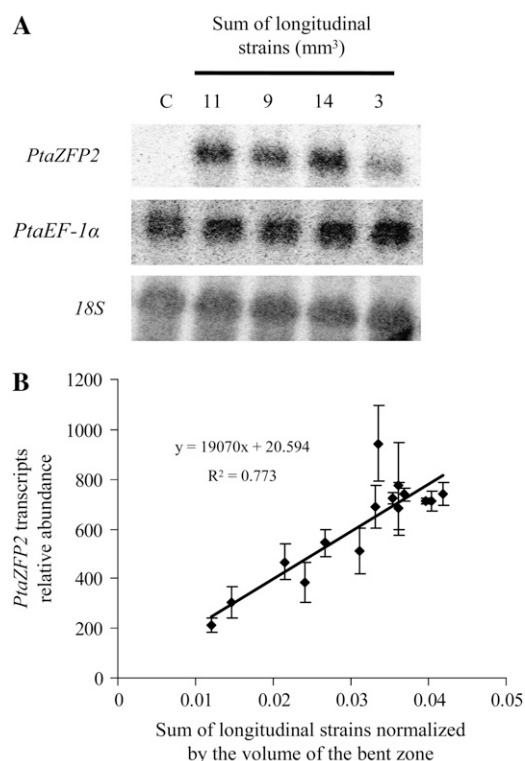 A
Sum of longitudinal
strains (mm³)
C 11 9 14 3
PtaZFP2
PtaEF-1α
18S
B
PtaZFP2 transcripts
relative abundance
1200
1000
800
600
400
200
0
y = 19070x + 20.594
R² = 0.773
0 0.01 0.02 0.03 0.04 0.05
Sum of longitudinal strains normalized
by the volume of the bent zone